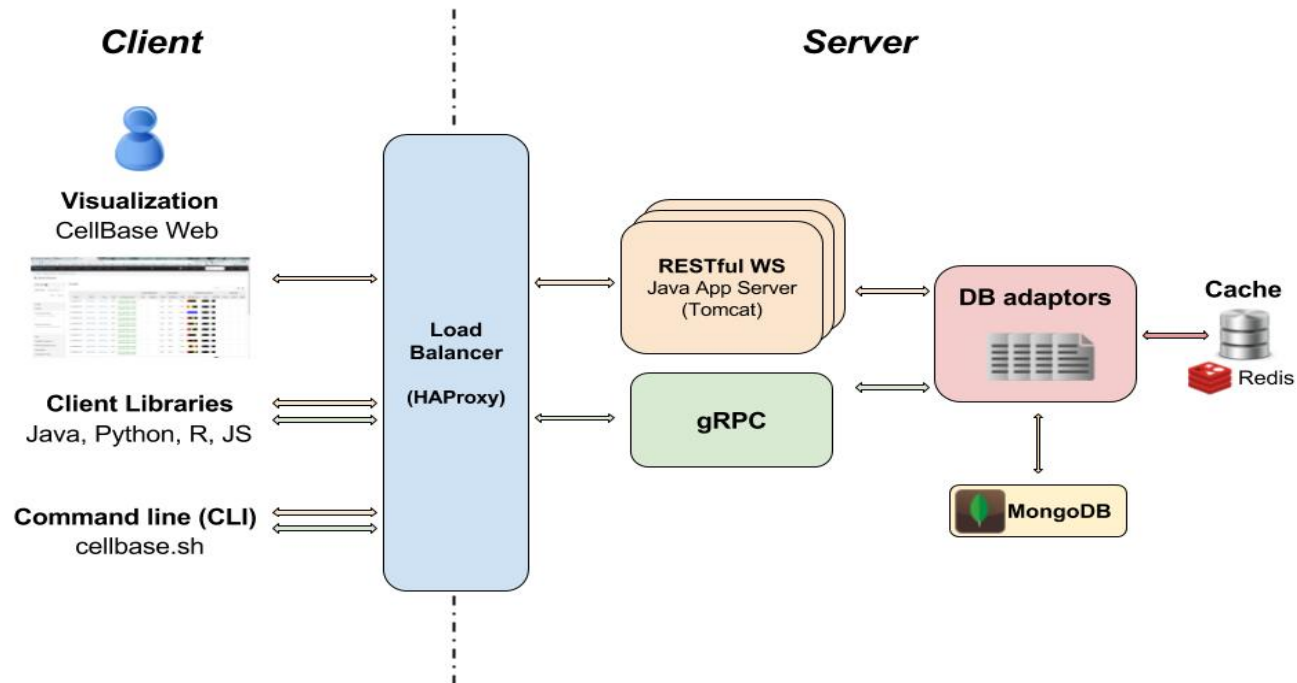 Client
Server
Visualization
CellBase Web
Client Libraries
Java, Python, R, JS
Command line (CLI)
cellbase.sh
Load
Balancer
(HAProxy)
RESTful WS
Java App Server
(Tomcat)
gRPC
DB adaptors
Cache
Redis
MongoDB